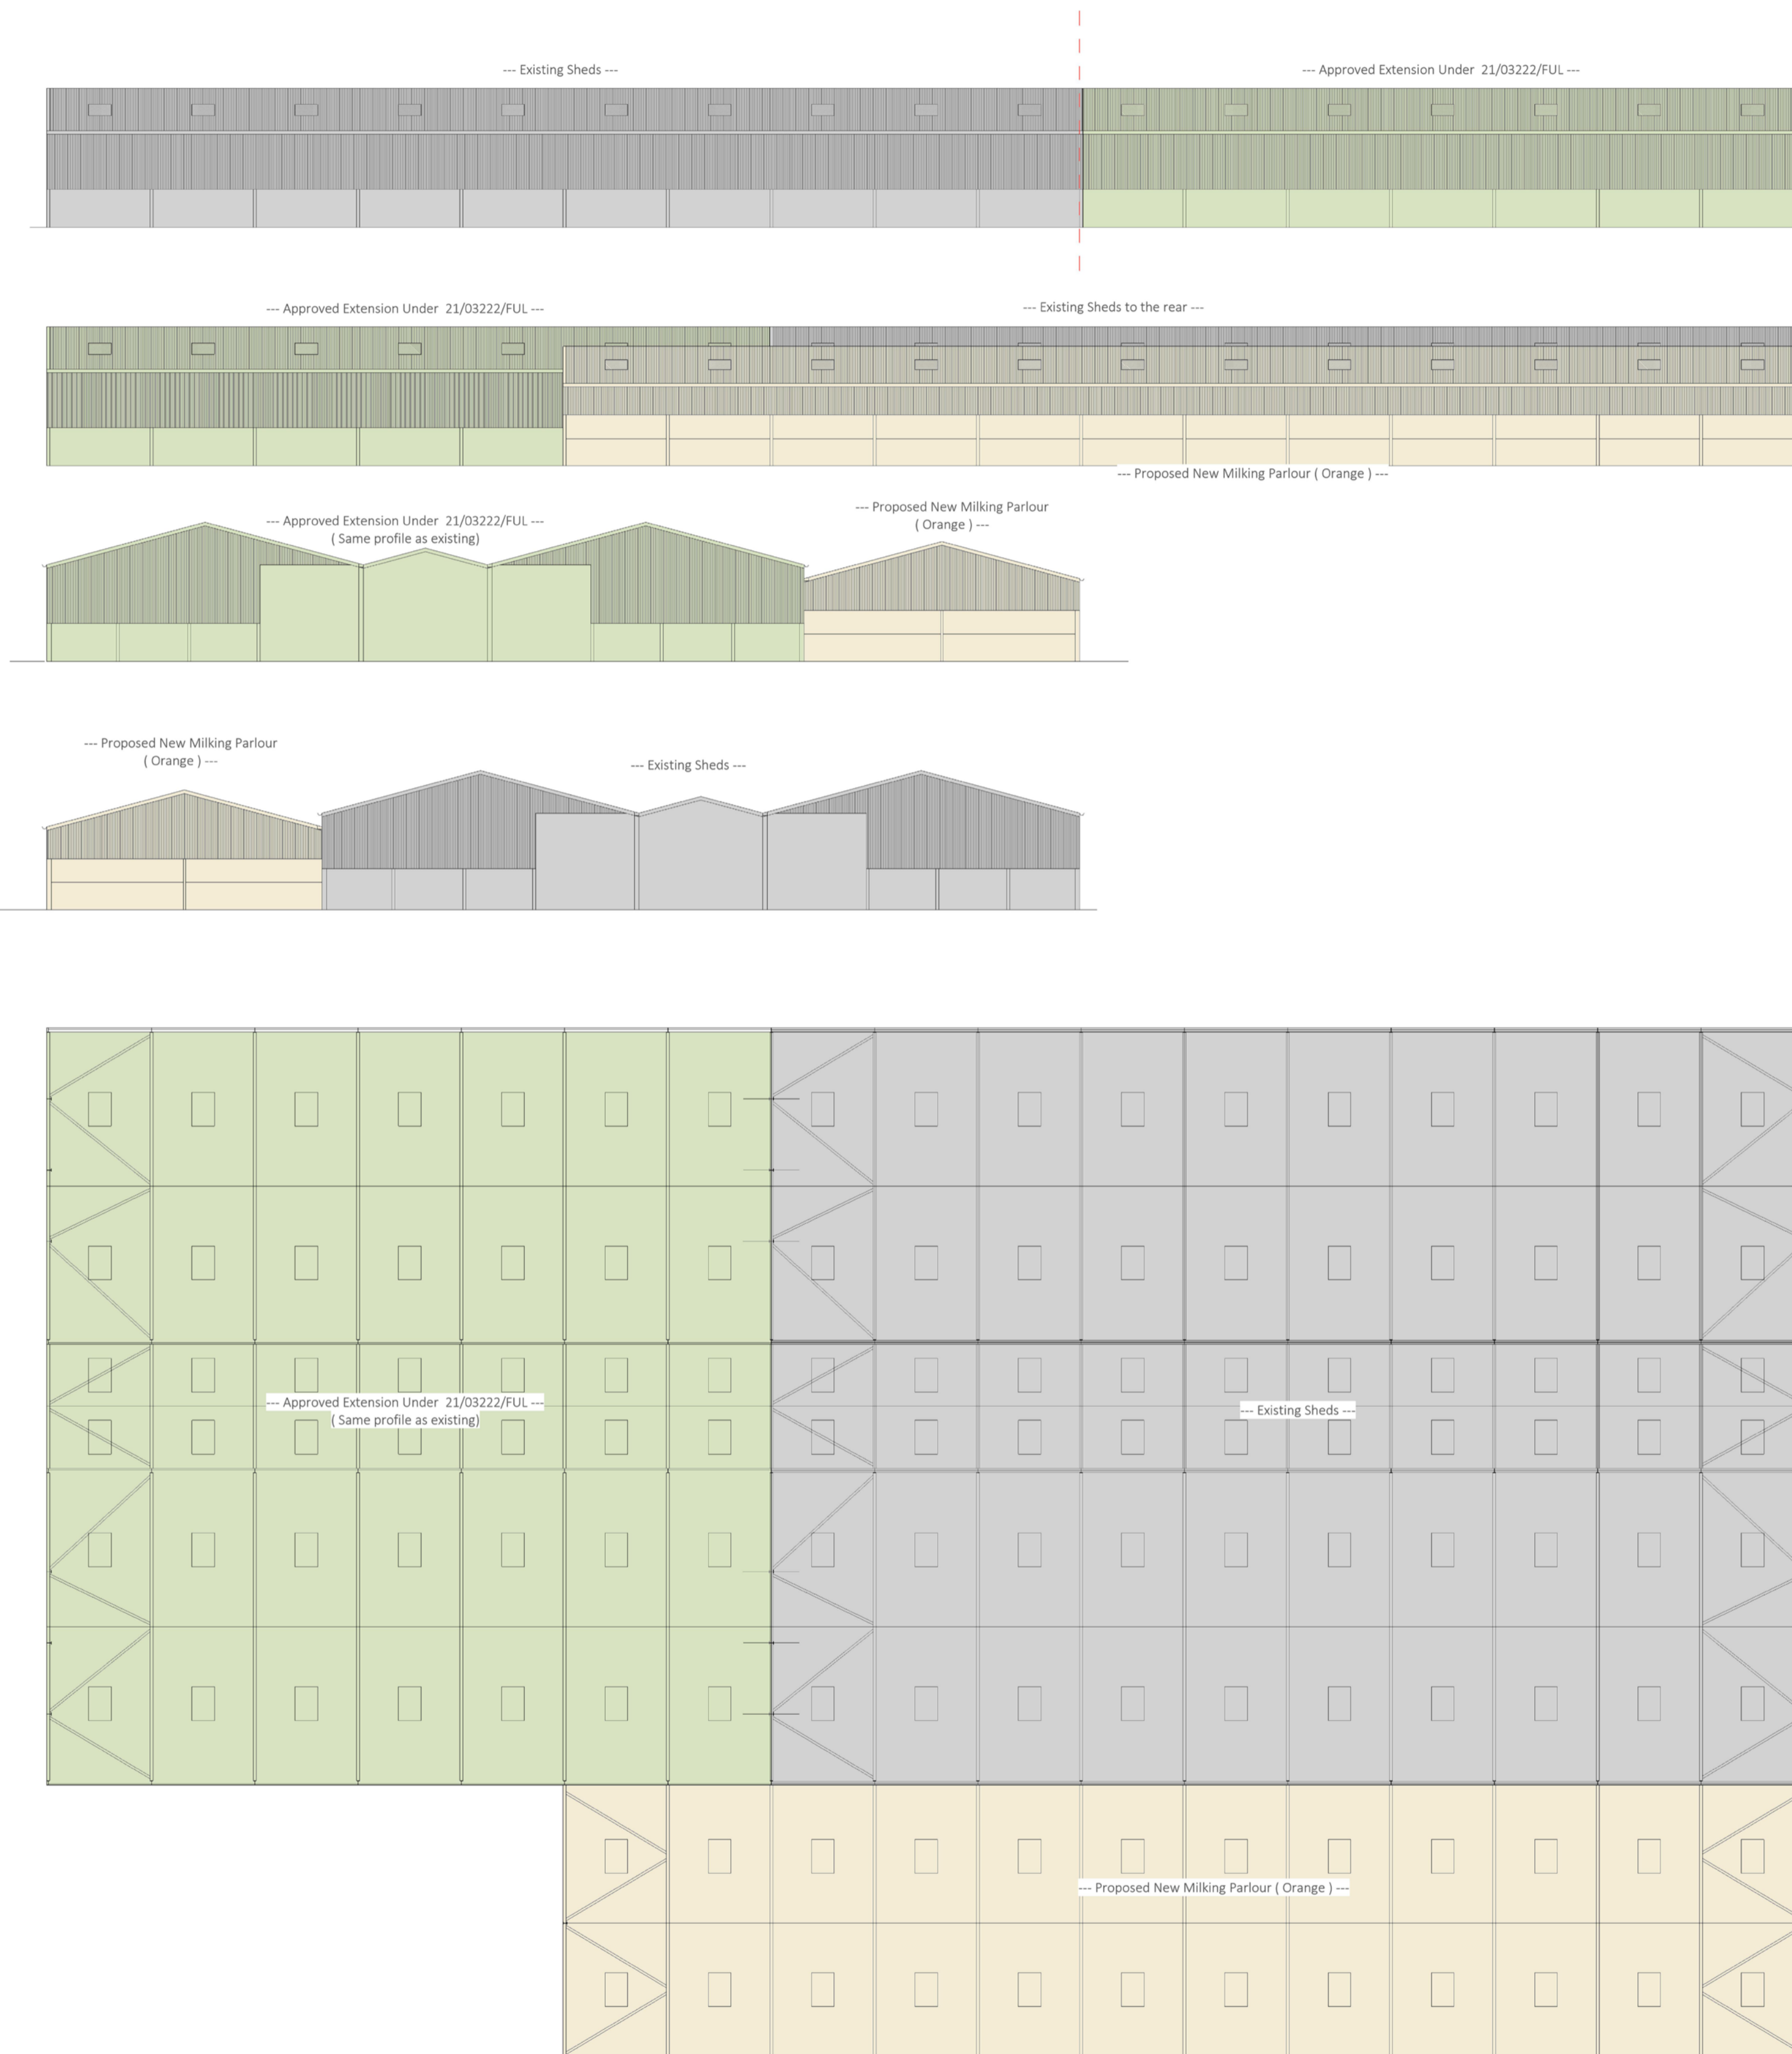 --- Existing Sheds ---
--- Approved Extension Under 21/03222/FUL ---
--- Approved Extension Under 21/03222/FUL ---
--- Existing Sheds to the rear ---
--- Proposed New Milking Parlour ( Orange ) ---
--- Approved Extension Under 21/03222/FUL ---
( Same profile as existing)
--- Proposed New Milking Parlour
( Orange ) ---
--- Proposed New Milking Parlour
( Orange ) ---
--- Existing Sheds ---
--- Approved Extension Under 21/03222/FUL ---
( Same profile as existing)
--- Existing Sheds ---
--- Proposed New Milking Parlour ( Orange ) ---